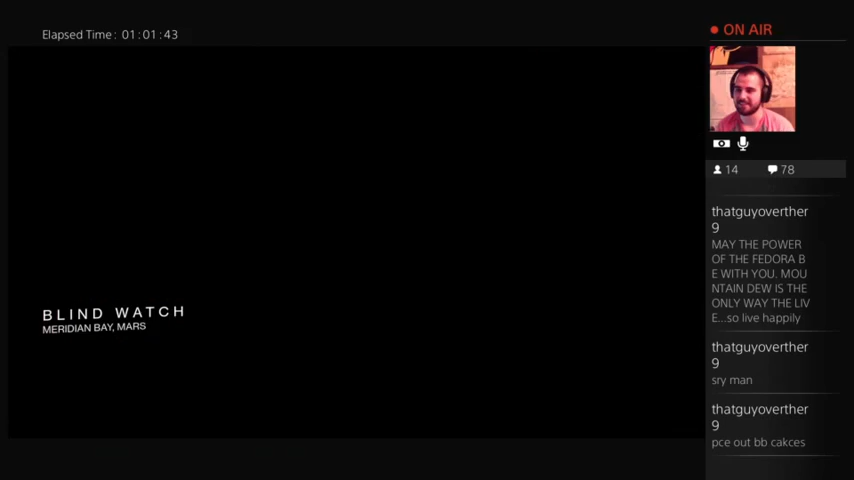 Elapsed Time: 01:01:43
ON AIR
14 78
thatguyoverther
9
MAY THE POWER
OF THE FEDORA B
E WITH YOU. MOU
NTAIN DEW IS THE
ONLY WAY THE LIV
E...so live happily
thatguyoverther
9
sry man
thatguyoverther
9
pce out bb cakces
BLIND WATCH
MERIDIAN BAY, MARS